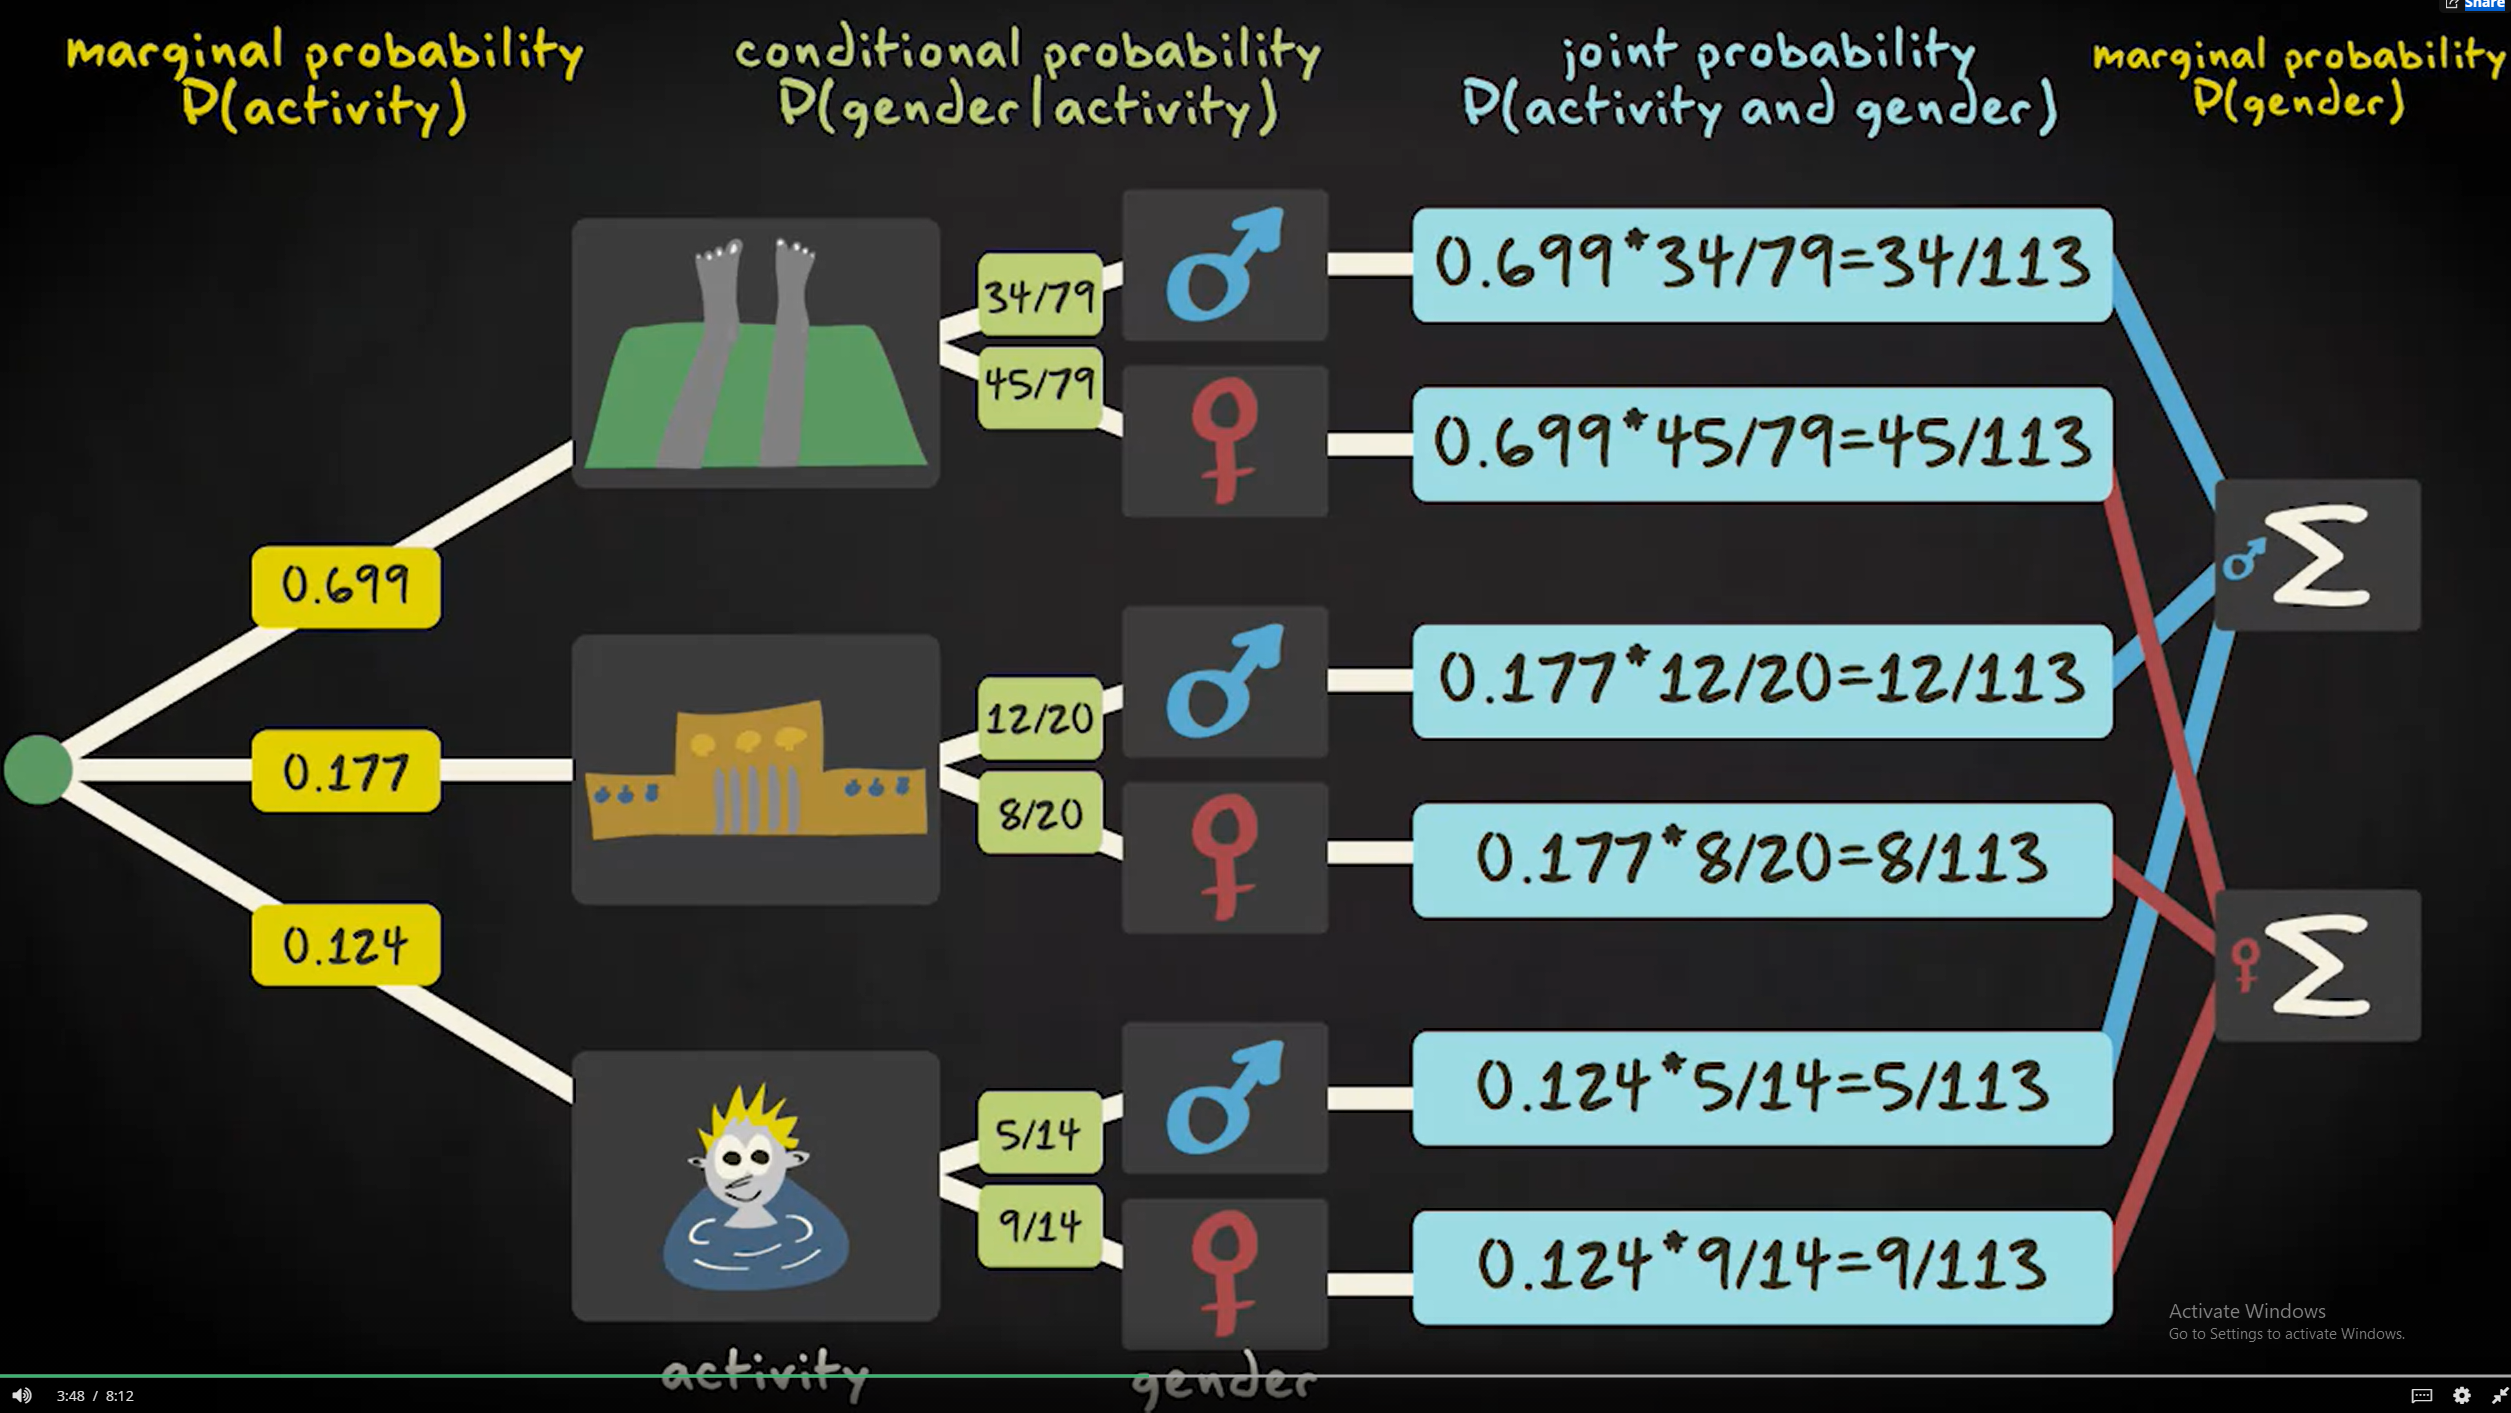 Share
marginal probability
P(activity)
conditional probability
P(gender|activity)
joint probability
P(activity and gender)
marginal probability
P(gender)
34/79
0.699*34/79=34/113
45/79
0.699*45/79=45/113
0.699
12/20
0.177*12/20=12/113
0.177
8/20
0.177*8/20=8/113
0.124
5/14
0.124*5/14=5/113
9/14
0.124*9/14=9/113
Σ
Σ
Activate Windows
Go to Settings to activate Windows.
activity
gender
3:48 / 8:12